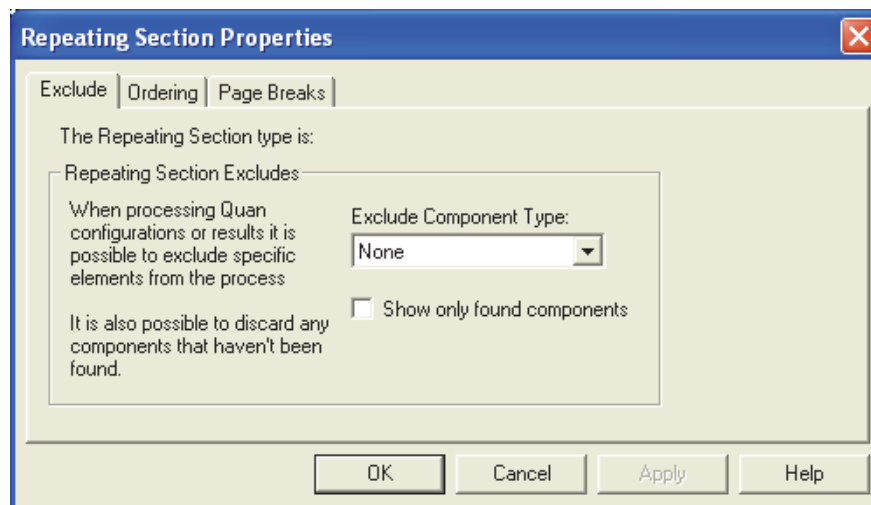 Repeating Section Properties
Exclude
Ordering
Page Breaks
The Repeating Section type is:
Repeating Section Excludes
When processing Quan
configurations or results it is
possible to exclude specific
elements from the process
It is also possible to discard any
components that haven't been
found.
Exclude Component Type:
None
Show only found components
OK
Cancel
Apply
Help